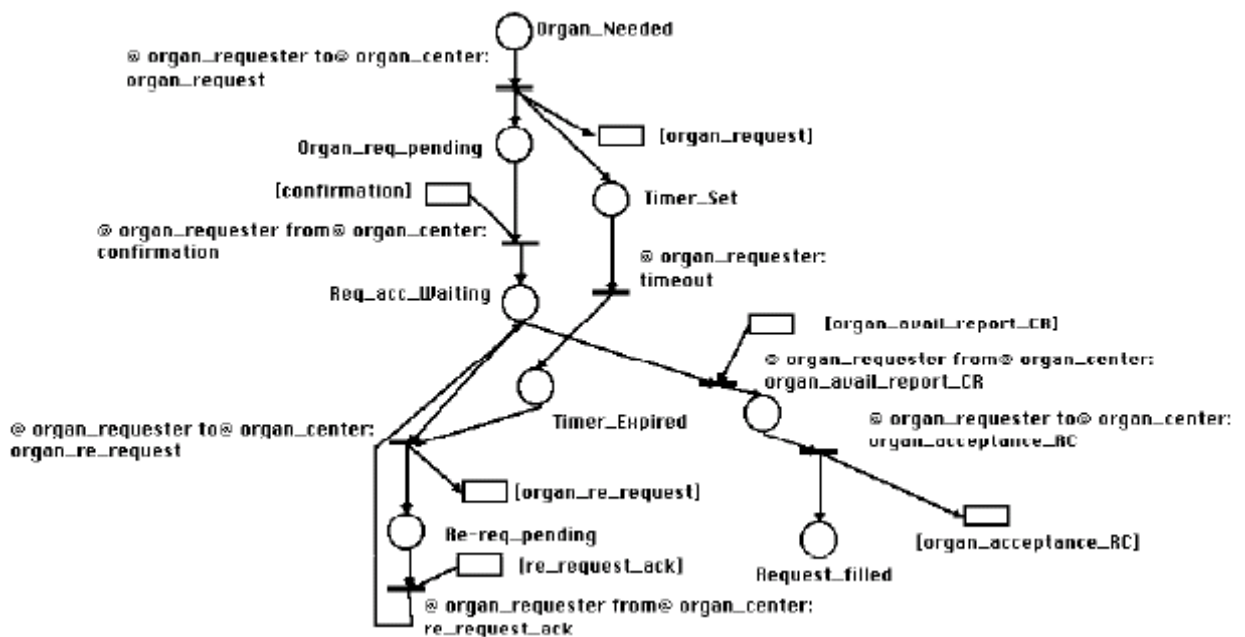 Organ_Needed
@ organ_requester to@ organ_center:
organ_request
[organ_request]
Organ_req_pending
[confirmation]
Timer_Set
@ organ_requester from@ organ_center:
confirmation
@ organ_requester:
timeout
Req_acc_Waiting
[organ_avail_report_CR]
@ organ_requester from@ organ_center:
organ_avail_report_CR
Timer_Expired
@ organ_requester to@ organ_center:
organ_acceptance_RC
@ organ_requester to@ organ_center:
organ_re_request
[organ_re_request]
Re-req_pending
[organ_acceptance_RC]
[re_request_ack]
Request_filled
@ organ_requester from@ organ_center:
re_request_ack